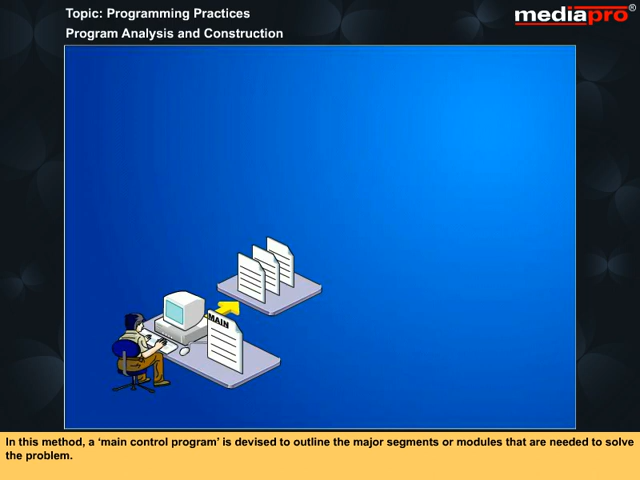 Topic: Programming Practices
mediapro®
Program Analysis and Construction
MAIN
In this method, a ‘main control program’ is devised to outline the major segments or modules that are needed to solve
the problem.